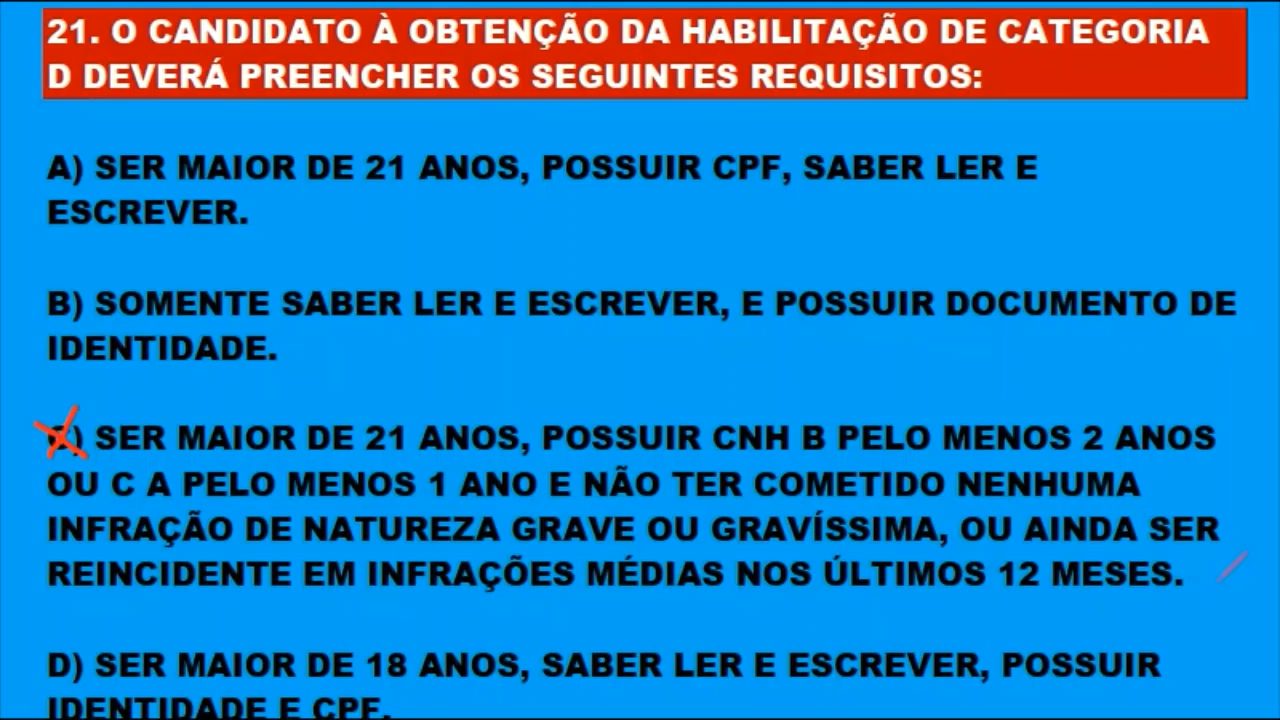 21. O CANDIDATO À OBTENÇÃO DA HABILITAÇÃO DE CATEGORIA
D DEVERÁ PREENCHER OS SEGUINTES REQUISITOS:
A) SER MAIOR DE 21 ANOS, POSSUIR CPF, SABER LER E
ESCREVER.
B) SOMENTE SABER LER E ESCREVER, E POSSUIR DOCUMENTO DE
IDENTIDADE.
C) SER MAIOR DE 21 ANOS, POSSUIR CNH B PELO MENOS 2 ANOS
OU C A PELO MENOS 1 ANO E NÃO TER COMETIDO NENHUMA
INFRAÇÃO DE NATUREZA GRAVE OU GRAVÍSSIMA, OU AINDA SER
REINCIDENTE EM INFRAÇÕES MÉDIAS NOS ÚLTIMOS 12 MESES.
D) SER MAIOR DE 18 ANOS, SABER LER E ESCREVER, POSSUIR
IDENTIDADE E CPF.